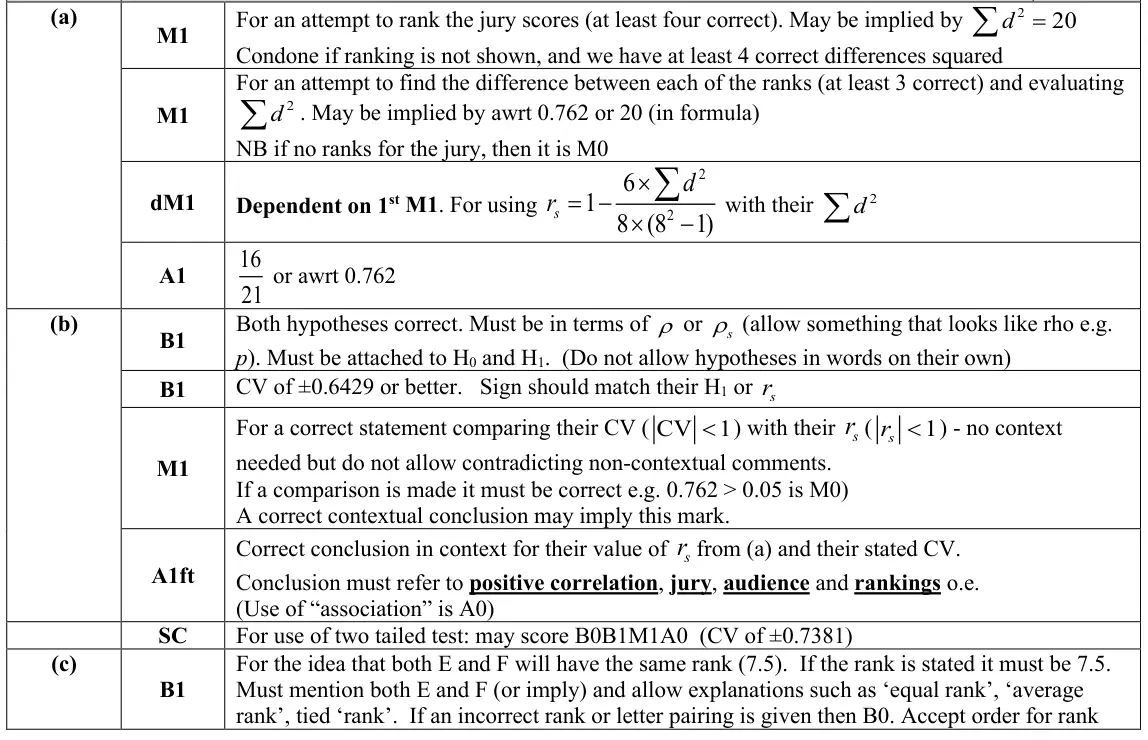 (a)
M1
For an attempt to rank the jury scores (at least four correct). May be implied by ∑d² = 20
Condone if ranking is not shown, and we have at least 4 correct differences squared
M1
For an attempt to find the difference between each of the ranks (at least 3 correct) and evaluating
∑d² . May be implied by awrt 0.762 or 20 (in formula)
NB if no ranks for the jury, then it is M0
dM1
Dependent on 1st M1. For using r_s = 1 − (6 × ∑d²) / (8 × (8² − 1)) with their ∑d²
A1
16/21 or awrt 0.762
(b)
B1
Both hypotheses correct. Must be in terms of ρ or ρ_s (allow something that looks like rho e.g.
p). Must be attached to H₀ and H₁. (Do not allow hypotheses in words on their own)
B1
CV of ±0.6429 or better. Sign should match their H₁ or r_s
M1
For a correct statement comparing their CV (|CV| < 1) with their r_s (|r_s| < 1) - no context
needed but do not allow contradicting non-contextual comments.
If a comparison is made it must be correct e.g. 0.762 > 0.05 is M0)
A correct contextual conclusion may imply this mark.
A1ft
Correct conclusion in context for their value of r_s from (a) and their stated CV.
Conclusion must refer to positive correlation, jury, audience and rankings o.e.
(Use of “association” is A0)
SC
For use of two tailed test: may score B0B1M1A0 (CV of ±0.7381)
(c)
B1
For the idea that both E and F will have the same rank (7.5). If the rank is stated it must be 7.5.
Must mention both E and F (or imply) and allow explanations such as ‘equal rank’, ‘average
rank’, tied ‘rank’. If an incorrect rank or letter pairing is given then B0. Accept order for rank